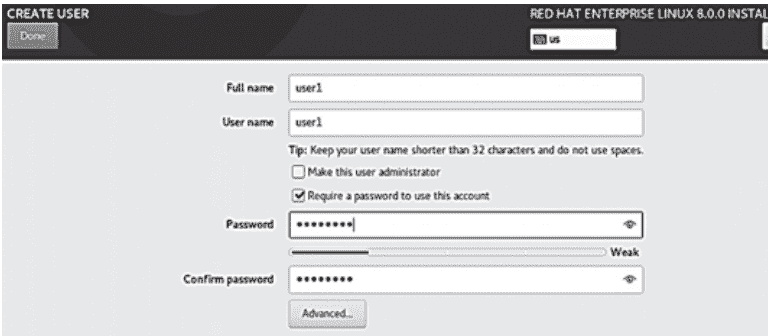 CREATE USER
RED HAT ENTERPRISE LINUX 8.0.0 INSTAL
Done
us
Full name
user1
User name
user1
Tip: Keep your user name shorter than 32 characters and do not use spaces.
Make this user administrator
Require a password to use this account
Password
••••••••
Weak
Confirm password
••••••••
Advanced...